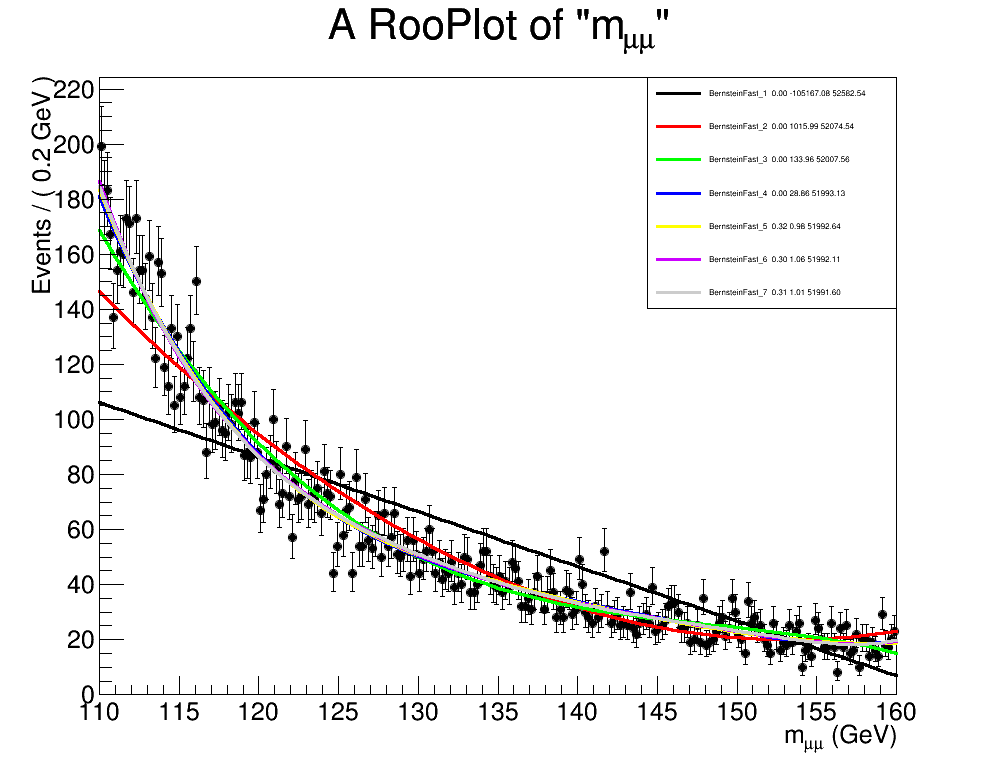 A RooPlot of "mμμ"
Events / ( 0.2 GeV )
220
200
180
160
140
120
100
80
60
40
20
0
BernsteinFast_1 0.00 -105167.08 52582.54
BernsteinFast_2 0.00 1015.99 52074.54
BernsteinFast_3 0.00 133.96 52007.56
BernsteinFast_4 0.00 28.86 51993.13
BernsteinFast_5 0.32 0.98 51992.64
BernsteinFast_6 0.30 1.06 51992.11
BernsteinFast_7 0.31 1.01 51991.60
110 115 120 125 130 135 140 145 150 155 160
mμμ (GeV)